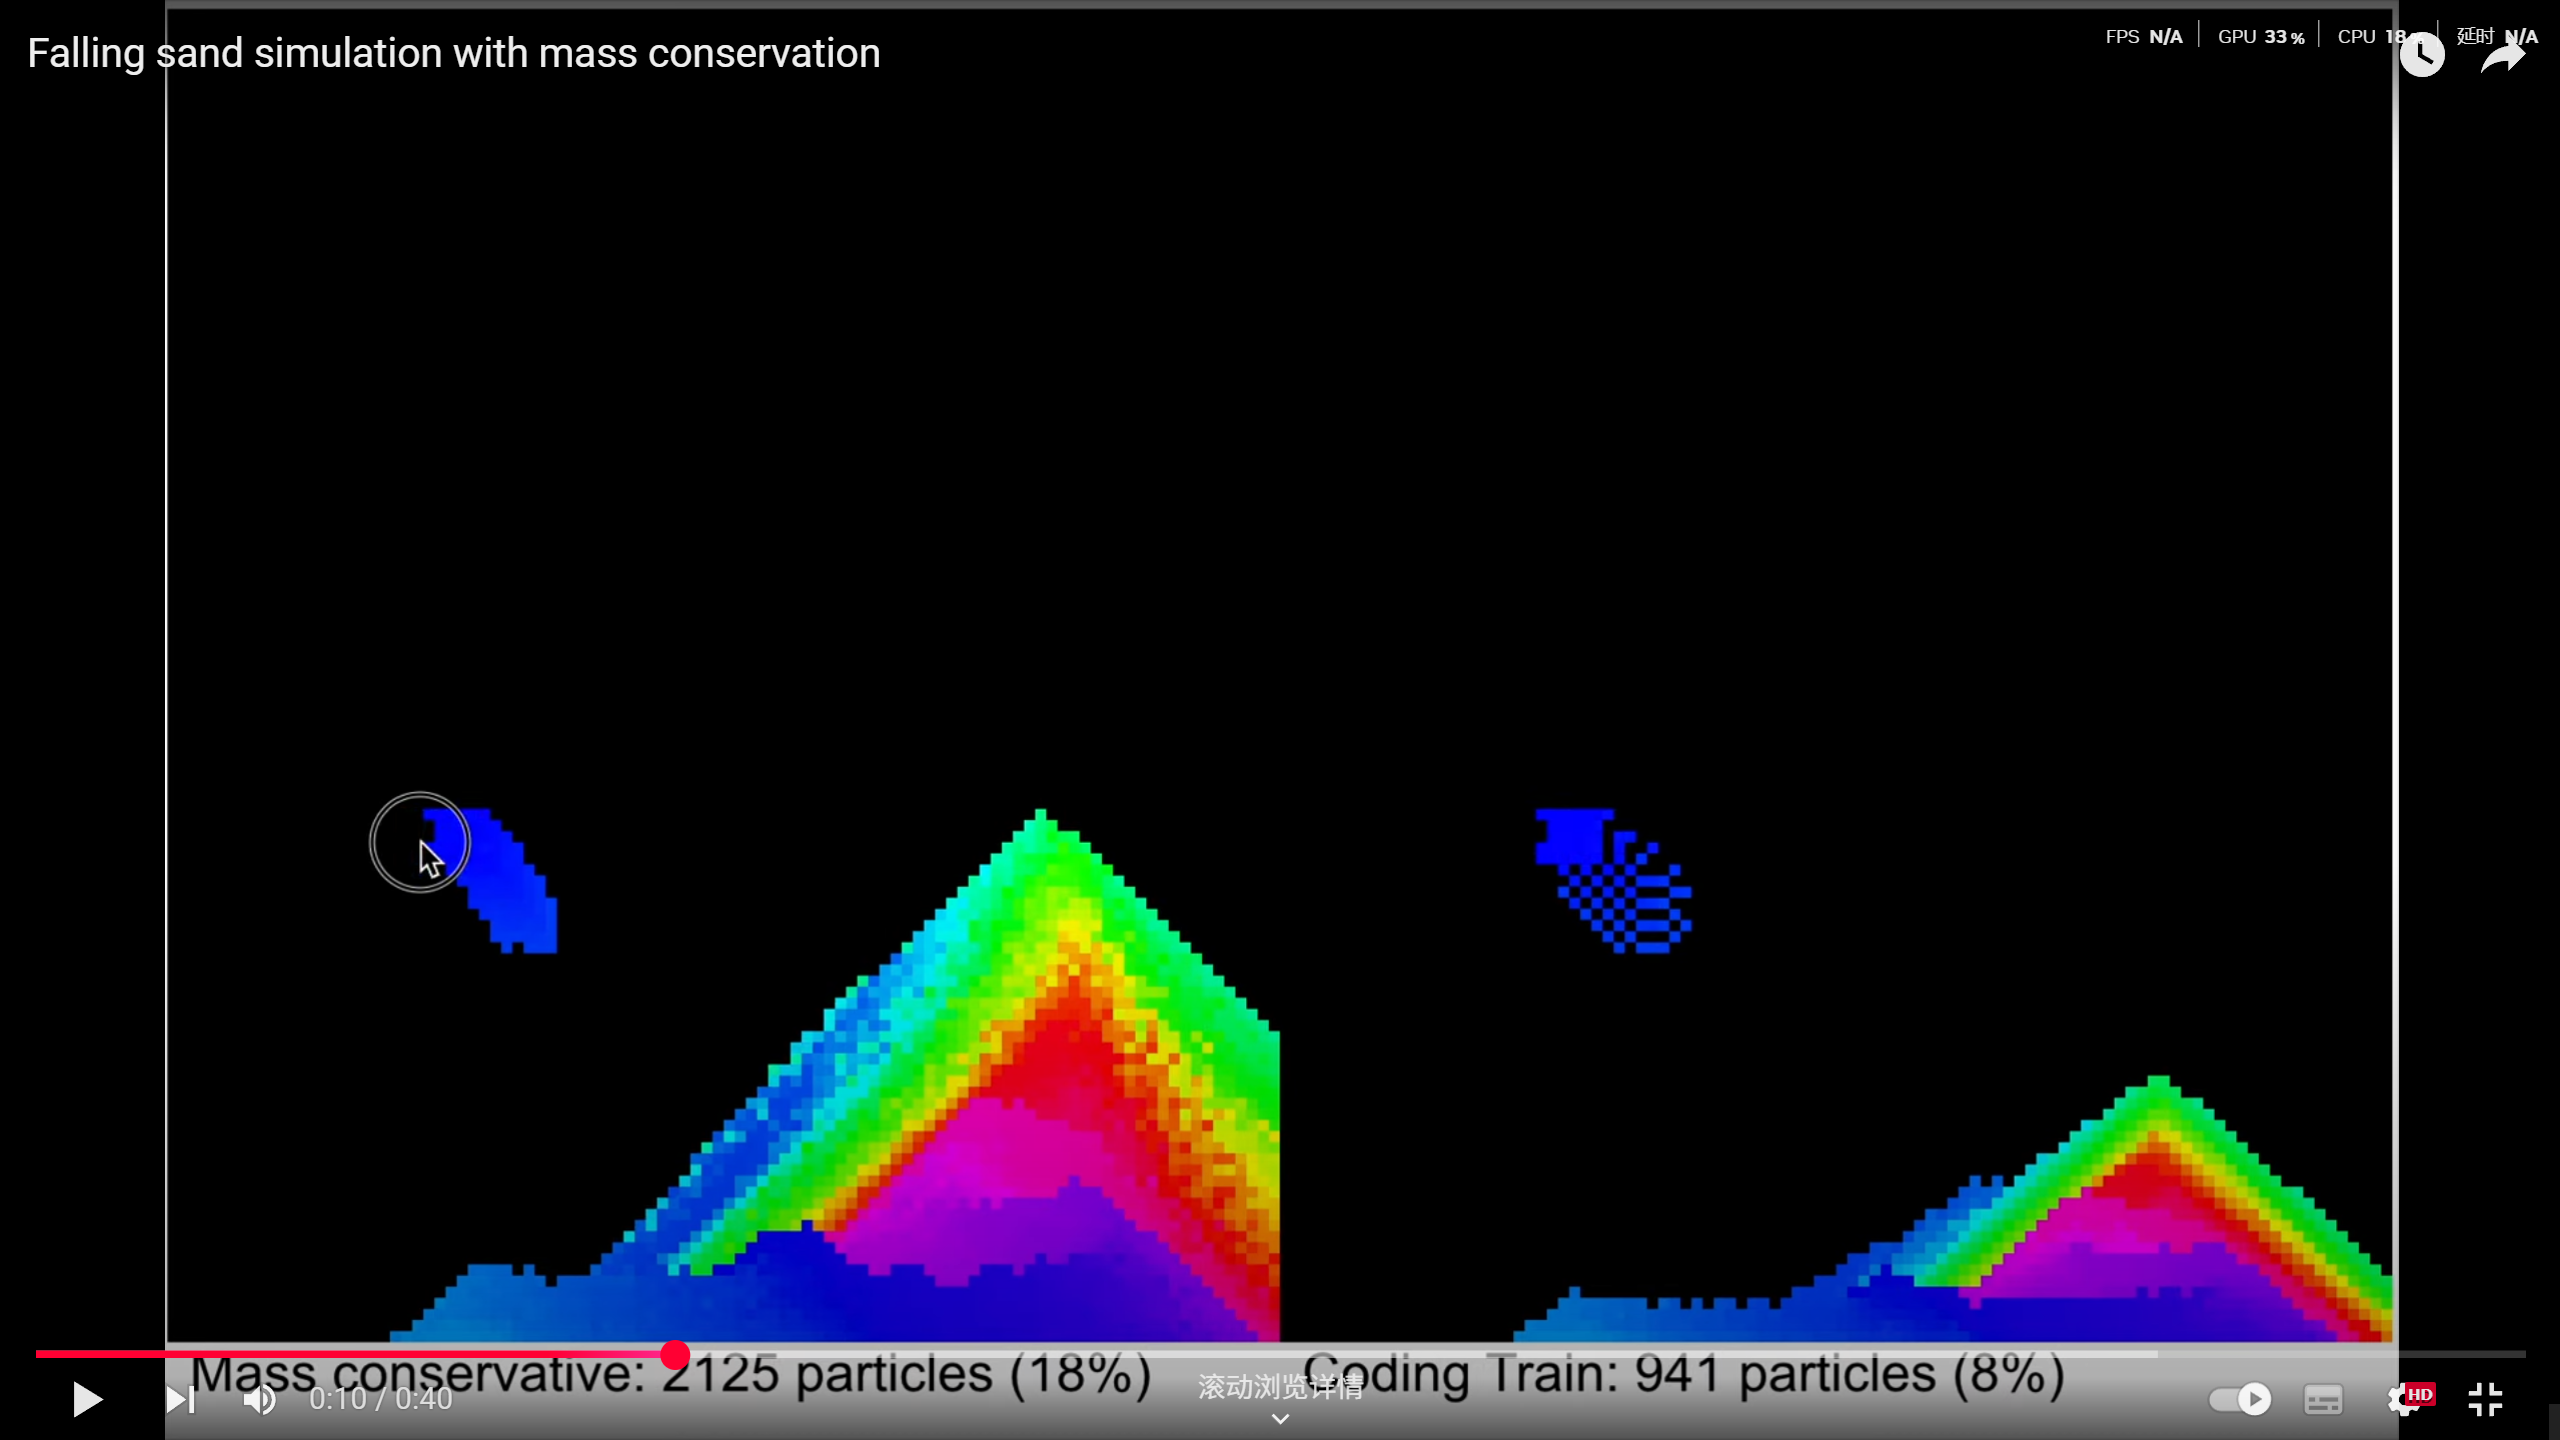 Falling sand simulation with mass conservation
FPS N/A GPU 33 % CPU 18 延时 N/A
Mass conservative: 2125 particles (18%)
Coding Train: 941 particles (8%)
0:10 / 0:40
滚动浏览详情
HD